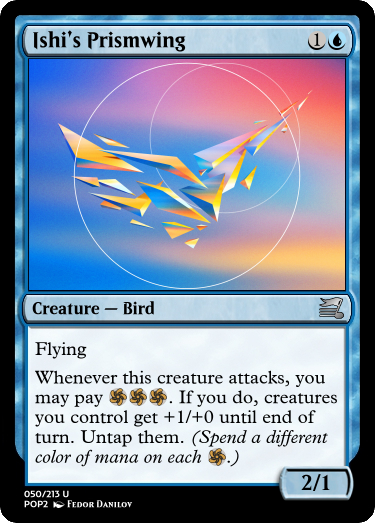 Ishi's Prismwing 1
Creature — Bird
Flying
Whenever this creature attacks, you
may pay . If you do, creatures
you control get +1/+0 until end of
turn. Untap them. (Spend a different
color of mana on each .)
2/1
050/213 U
POP2 Fedor Danilov